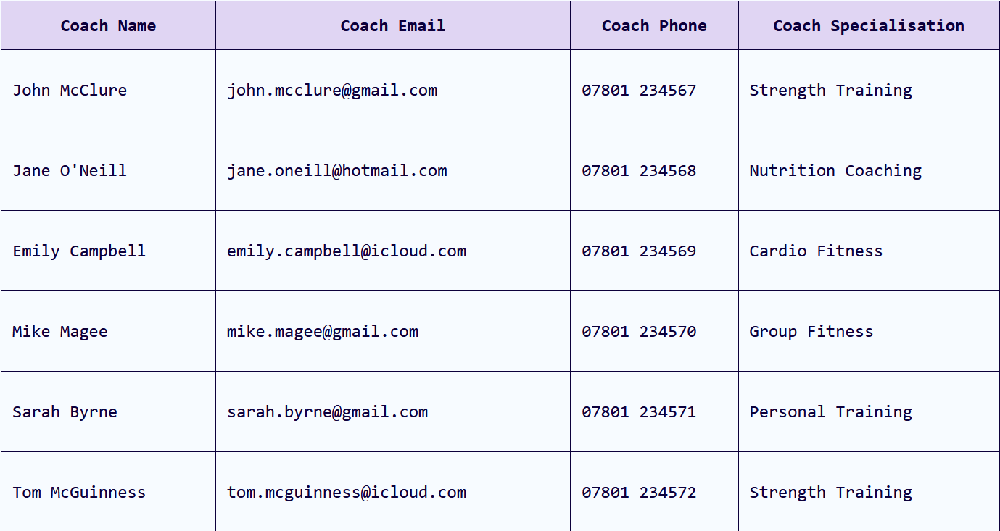 Coach Name Coach Email Coach Phone Coach Specialisation
John McClure john.mcclure@gmail.com 07801 234567 Strength Training
Jane O'Neill jane.oneill@hotmail.com 07801 234568 Nutrition Coaching
Emily Campbell emily.campbell@icloud.com 07801 234569 Cardio Fitness
Mike Magee mike.magee@gmail.com 07801 234570 Group Fitness
Sarah Byrne sarah.byrne@gmail.com 07801 234571 Personal Training
Tom McGuinness tom.mcguinness@icloud.com 07801 234572 Strength Training